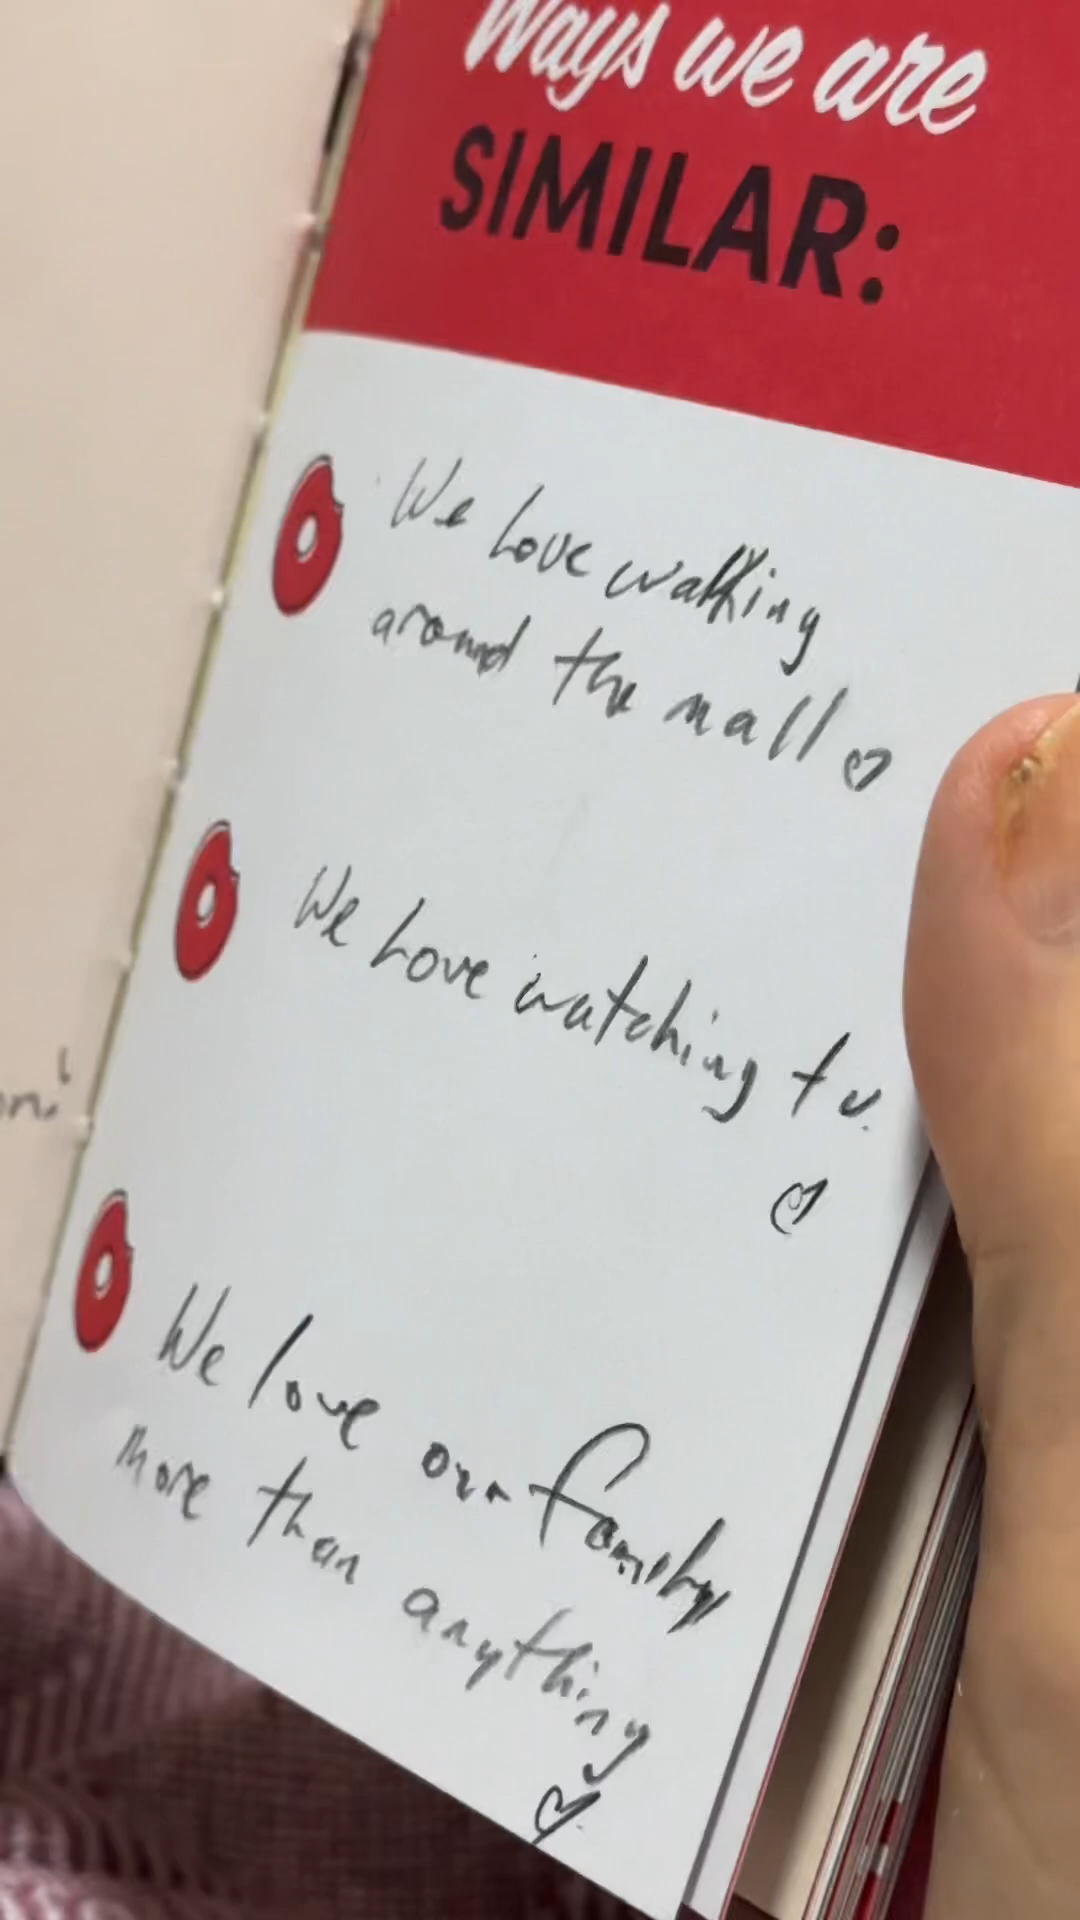 Ways we are
SIMILAR:
We Love walking
around the mall ♡
We Love watching tv.
♡
We love our family
more than anything
♡